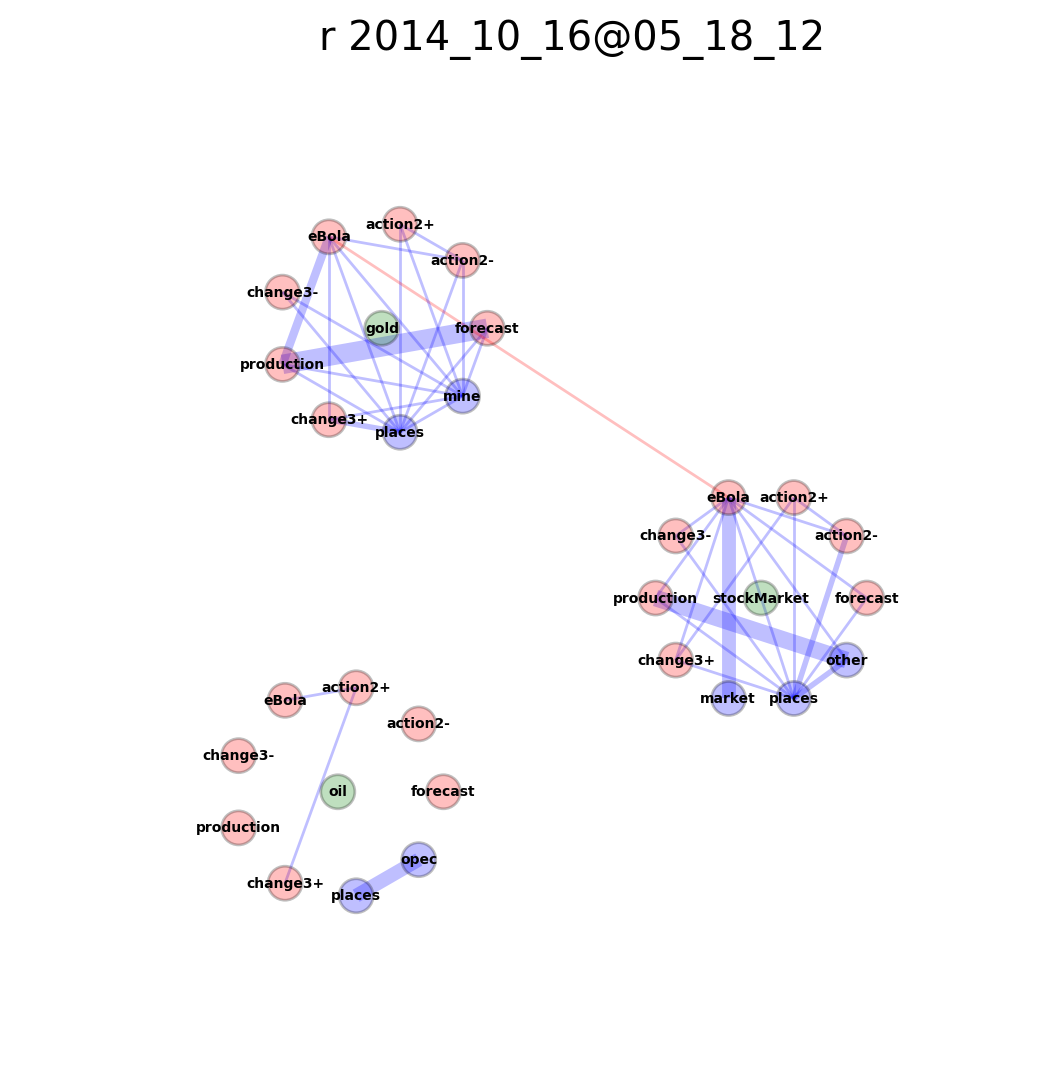 r 2014_10_16@05_18_12
action2+
eBola
action2-
change3-
gold
forecast
production
mine
change3+
places
eBola
action2+
change3-
action2-
production
stockMarket
forecast
change3+
other
market
places
action2+
eBola
action2-
change3-
oil
forecast
production
opec
change3+
places